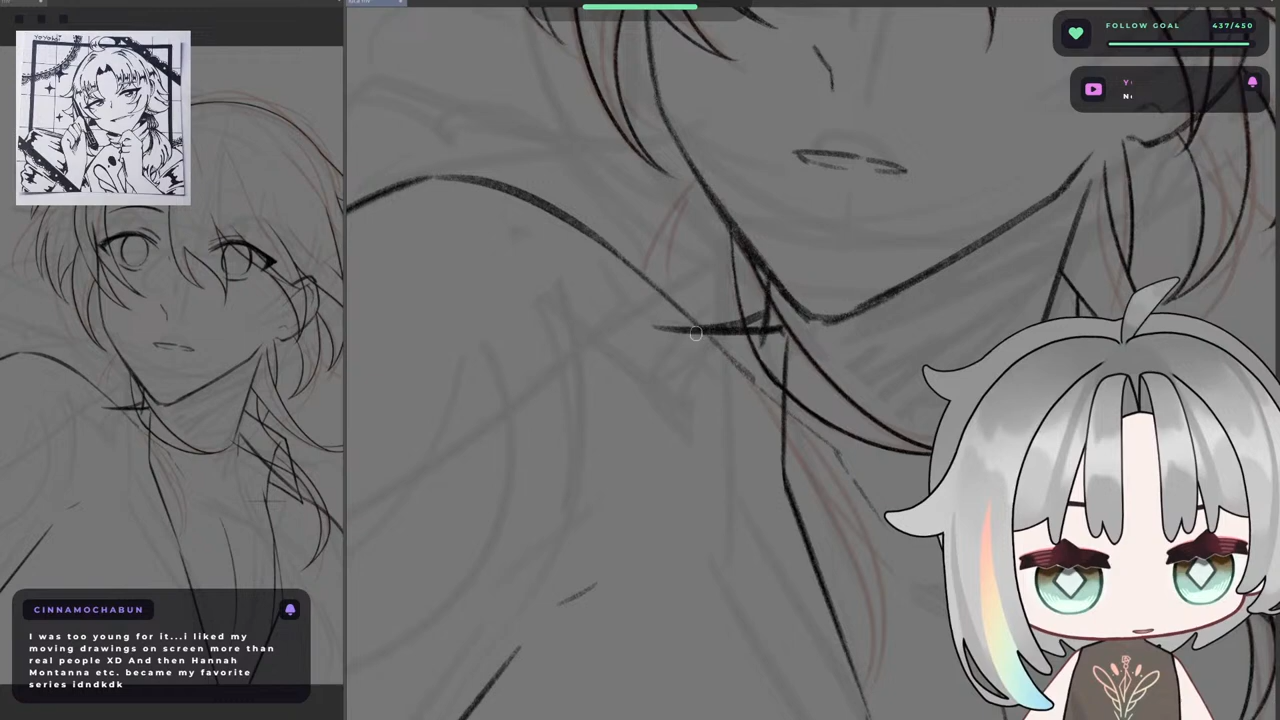 FOLLOW GOAL 437/450
CINNAMOCHABUN
I was too young for it...i liked my
moving drawings on screen more than
real people XD And then Hannah
Montanna etc. became my favorite
series idndkdk